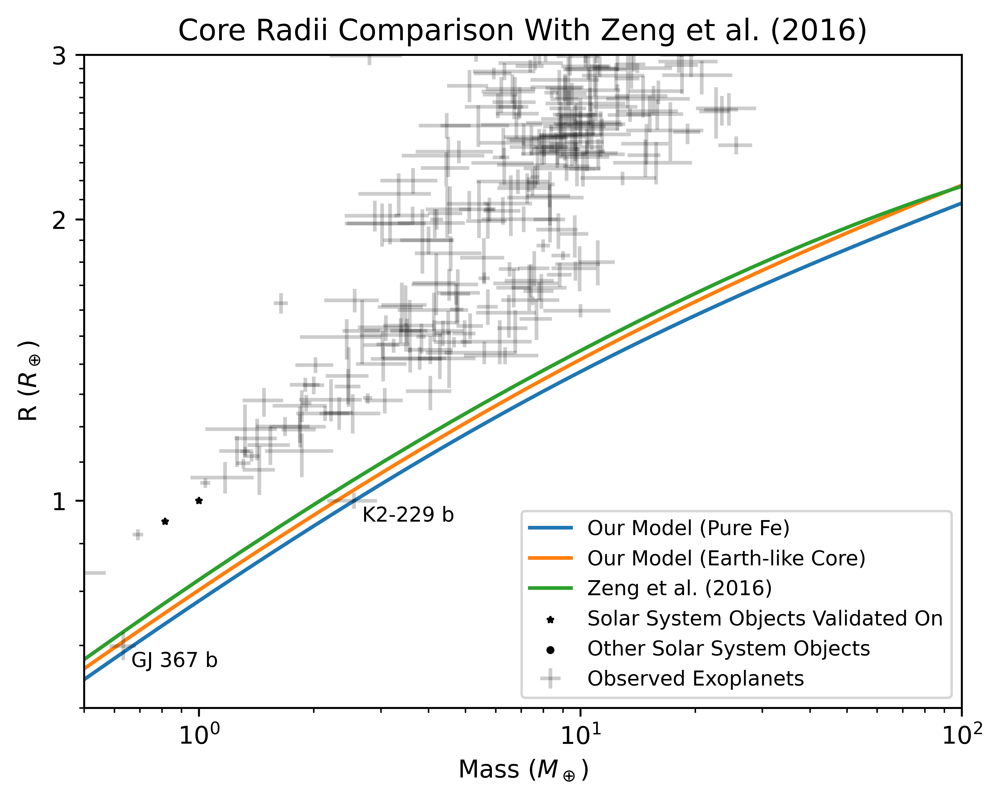 Core Radii Comparison With Zeng et al. (2016)
3
2
1
R (R⊕)
K2-229 b
GJ 367 b
Our Model (Pure Fe)
Our Model (Earth-like Core)
Zeng et al. (2016)
Solar System Objects Validated On
Other Solar System Objects
Observed Exoplanets
10⁰ 10¹ 10²
Mass (M⊕)